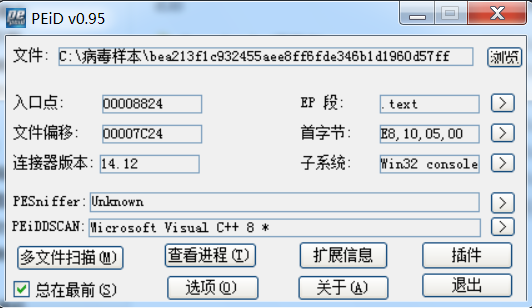 PEiD v0.95
文件: C:\病毒样本\bea213f1c932455aee8ff6fde346b1d1960d57ff 浏览
入口点: 00008824 EP 段: .text >
文件偏移: 00007C24 首字节: E8,10,05,00 >
连接器版本: 14.12 子系统: Win32 console >
PESniffer: Unknown >
PEiDDSCAN: Microsoft Visual C++ 8 * >
多文件扫描(M) 查看进程(T) 扩展信息 插件
总在最前(S) 选项(O) 关于(A) 退出